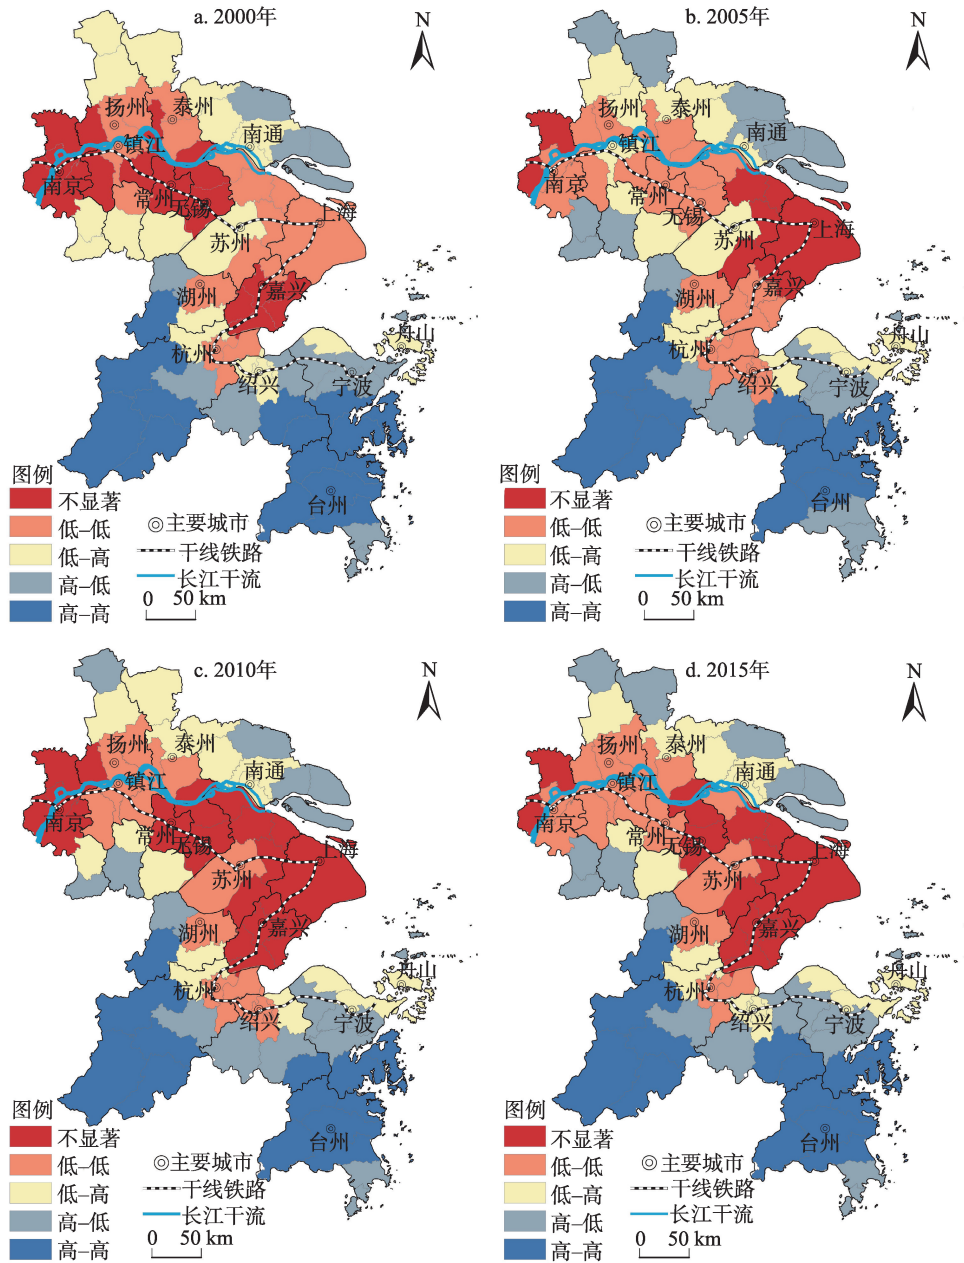 a. 2000年
N
扬州
泰州
南通
镇江
南京
常州
无锡
上海
苏州
湖州
嘉兴
杭州
舟山
绍兴
宁波
台州
图例
不显著
低–低
低–高
高–低
高–高
主要城市
干线铁路
长江干流
0 50 km
b. 2005年
N
扬州
泰州
南通
镇江
南京
常州
无锡
上海
苏州
湖州
嘉兴
杭州
舟山
绍兴
宁波
台州
图例
不显著
低–低
低–高
高–低
高–高
主要城市
干线铁路
长江干流
0 50 km
c. 2010年
N
扬州
泰州
南通
镇江
南京
常州
无锡
上海
苏州
湖州
嘉兴
杭州
舟山
绍兴
宁波
台州
图例
不显著
低–低
低–高
高–低
高–高
主要城市
干线铁路
长江干流
0 50 km
d. 2015年
N
扬州
泰州
南通
镇江
南京
常州
无锡
上海
苏州
湖州
嘉兴
杭州
舟山
绍兴
宁波
台州
图例
不显著
低–低
低–高
高–低
高–高
主要城市
干线铁路
长江干流
0 50 km